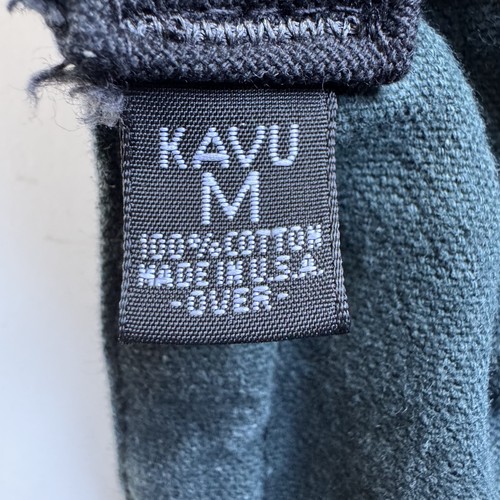 KAVU
M
100% COTTON
MADE IN U.S.A.
-OVER-